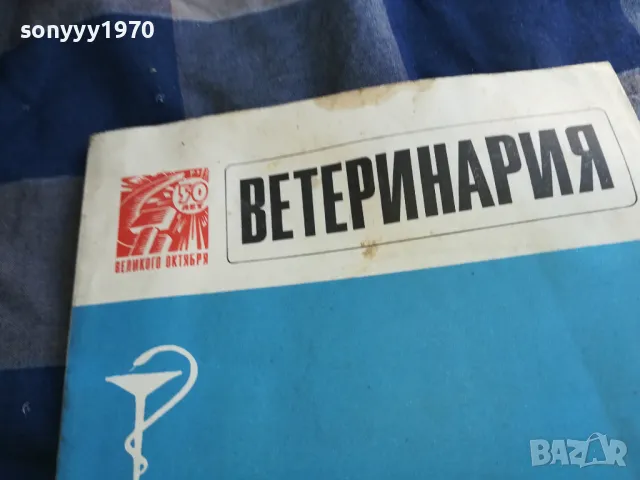 sonyyy1970
50
ЛЕТ
ВЕЛИКОГО ОКТЯБРЯ
ВЕТЕРИНАРИЯ
BAZAR
bg